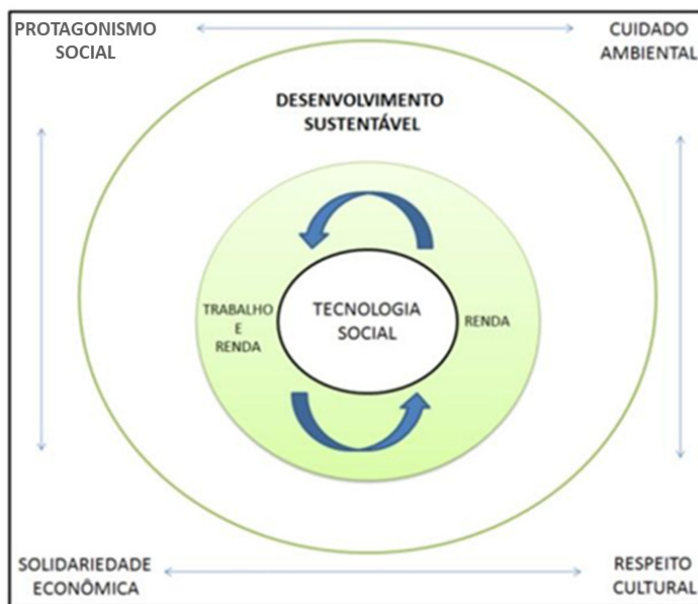 PROTAGONISMO
SOCIAL
CUIDADO
AMBIENTAL
DESENVOLVIMENTO
SUSTENTÁVEL
TRABALHO
E
RENDA
TECNOLOGIA
SOCIAL
RENDA
SOLIDARIEDADE
ECONÔMICA
RESPEITO
CULTURAL